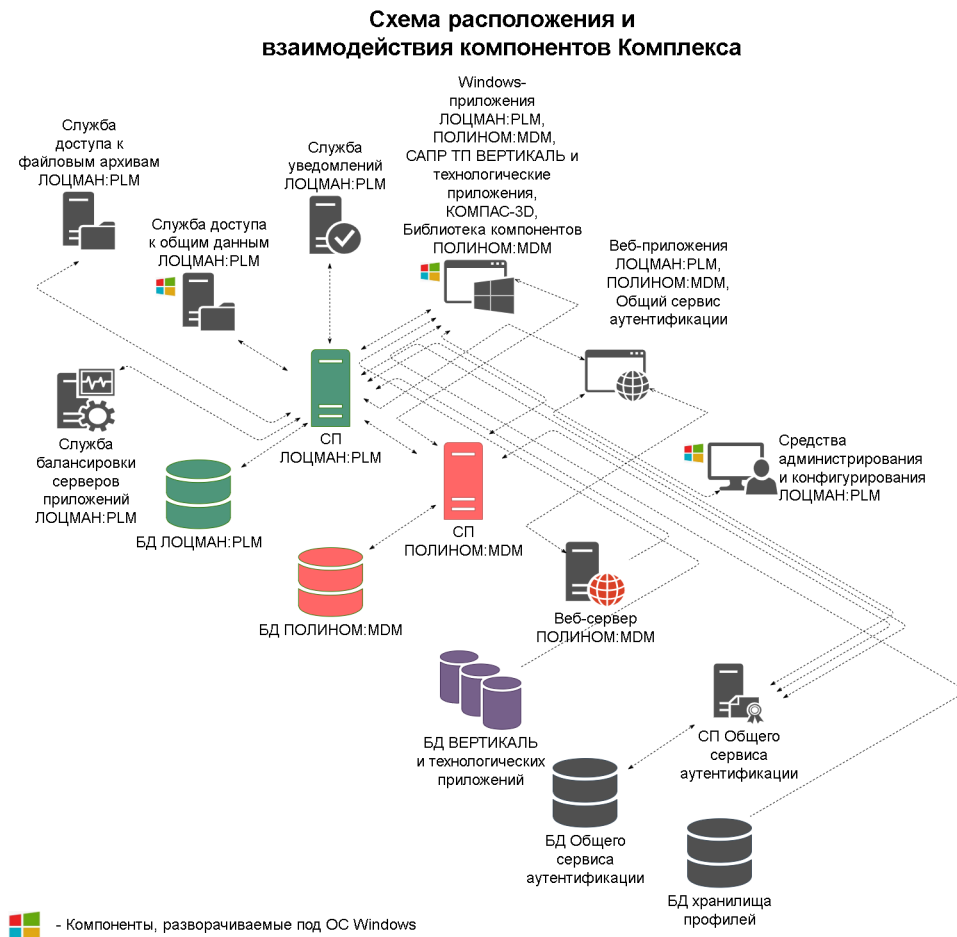 Схема расположения и
взаимодействия компонентов Комплекса
Служба
доступа к
файловым архивам
ЛОЦМАН:PLM
Служба доступа
к общим данным
ЛОЦМАН:PLM
Служба
уведомлений
ЛОЦМАН:PLM
Windows-
приложения
ЛОЦМАН:PLM,
ПОЛИНОМ:MDM,
САПР ТП ВЕРТИКАЛЬ и
технологические
приложения,
КОМПАС-3D,
Библиотека компонентов
ПОЛИНОМ:MDM
Веб-приложения
ЛОЦМАН:PLM,
ПОЛИНОМ:MDM,
Общий сервис
аутентификации
Служба
балансировки
серверов
приложений
ЛОЦМАН:PLM
СП
ЛОЦМАН:PLM
БД ЛОЦМАН:PLM
СП
ПОЛИНОМ:MDM
БД ПОЛИНОМ:MDM
Средства
администрирования
и конфигурирования
ЛОЦМАН:PLM
Веб-сервер
ПОЛИНОМ:MDM
БД ВЕРТИКАЛЬ
и технологических
приложений
СП Общего
сервиса
аутентификации
БД Общего
сервиса
аутентификации
БД хранилища
профилей
- Компоненты, разворачиваемые под ОС Windows